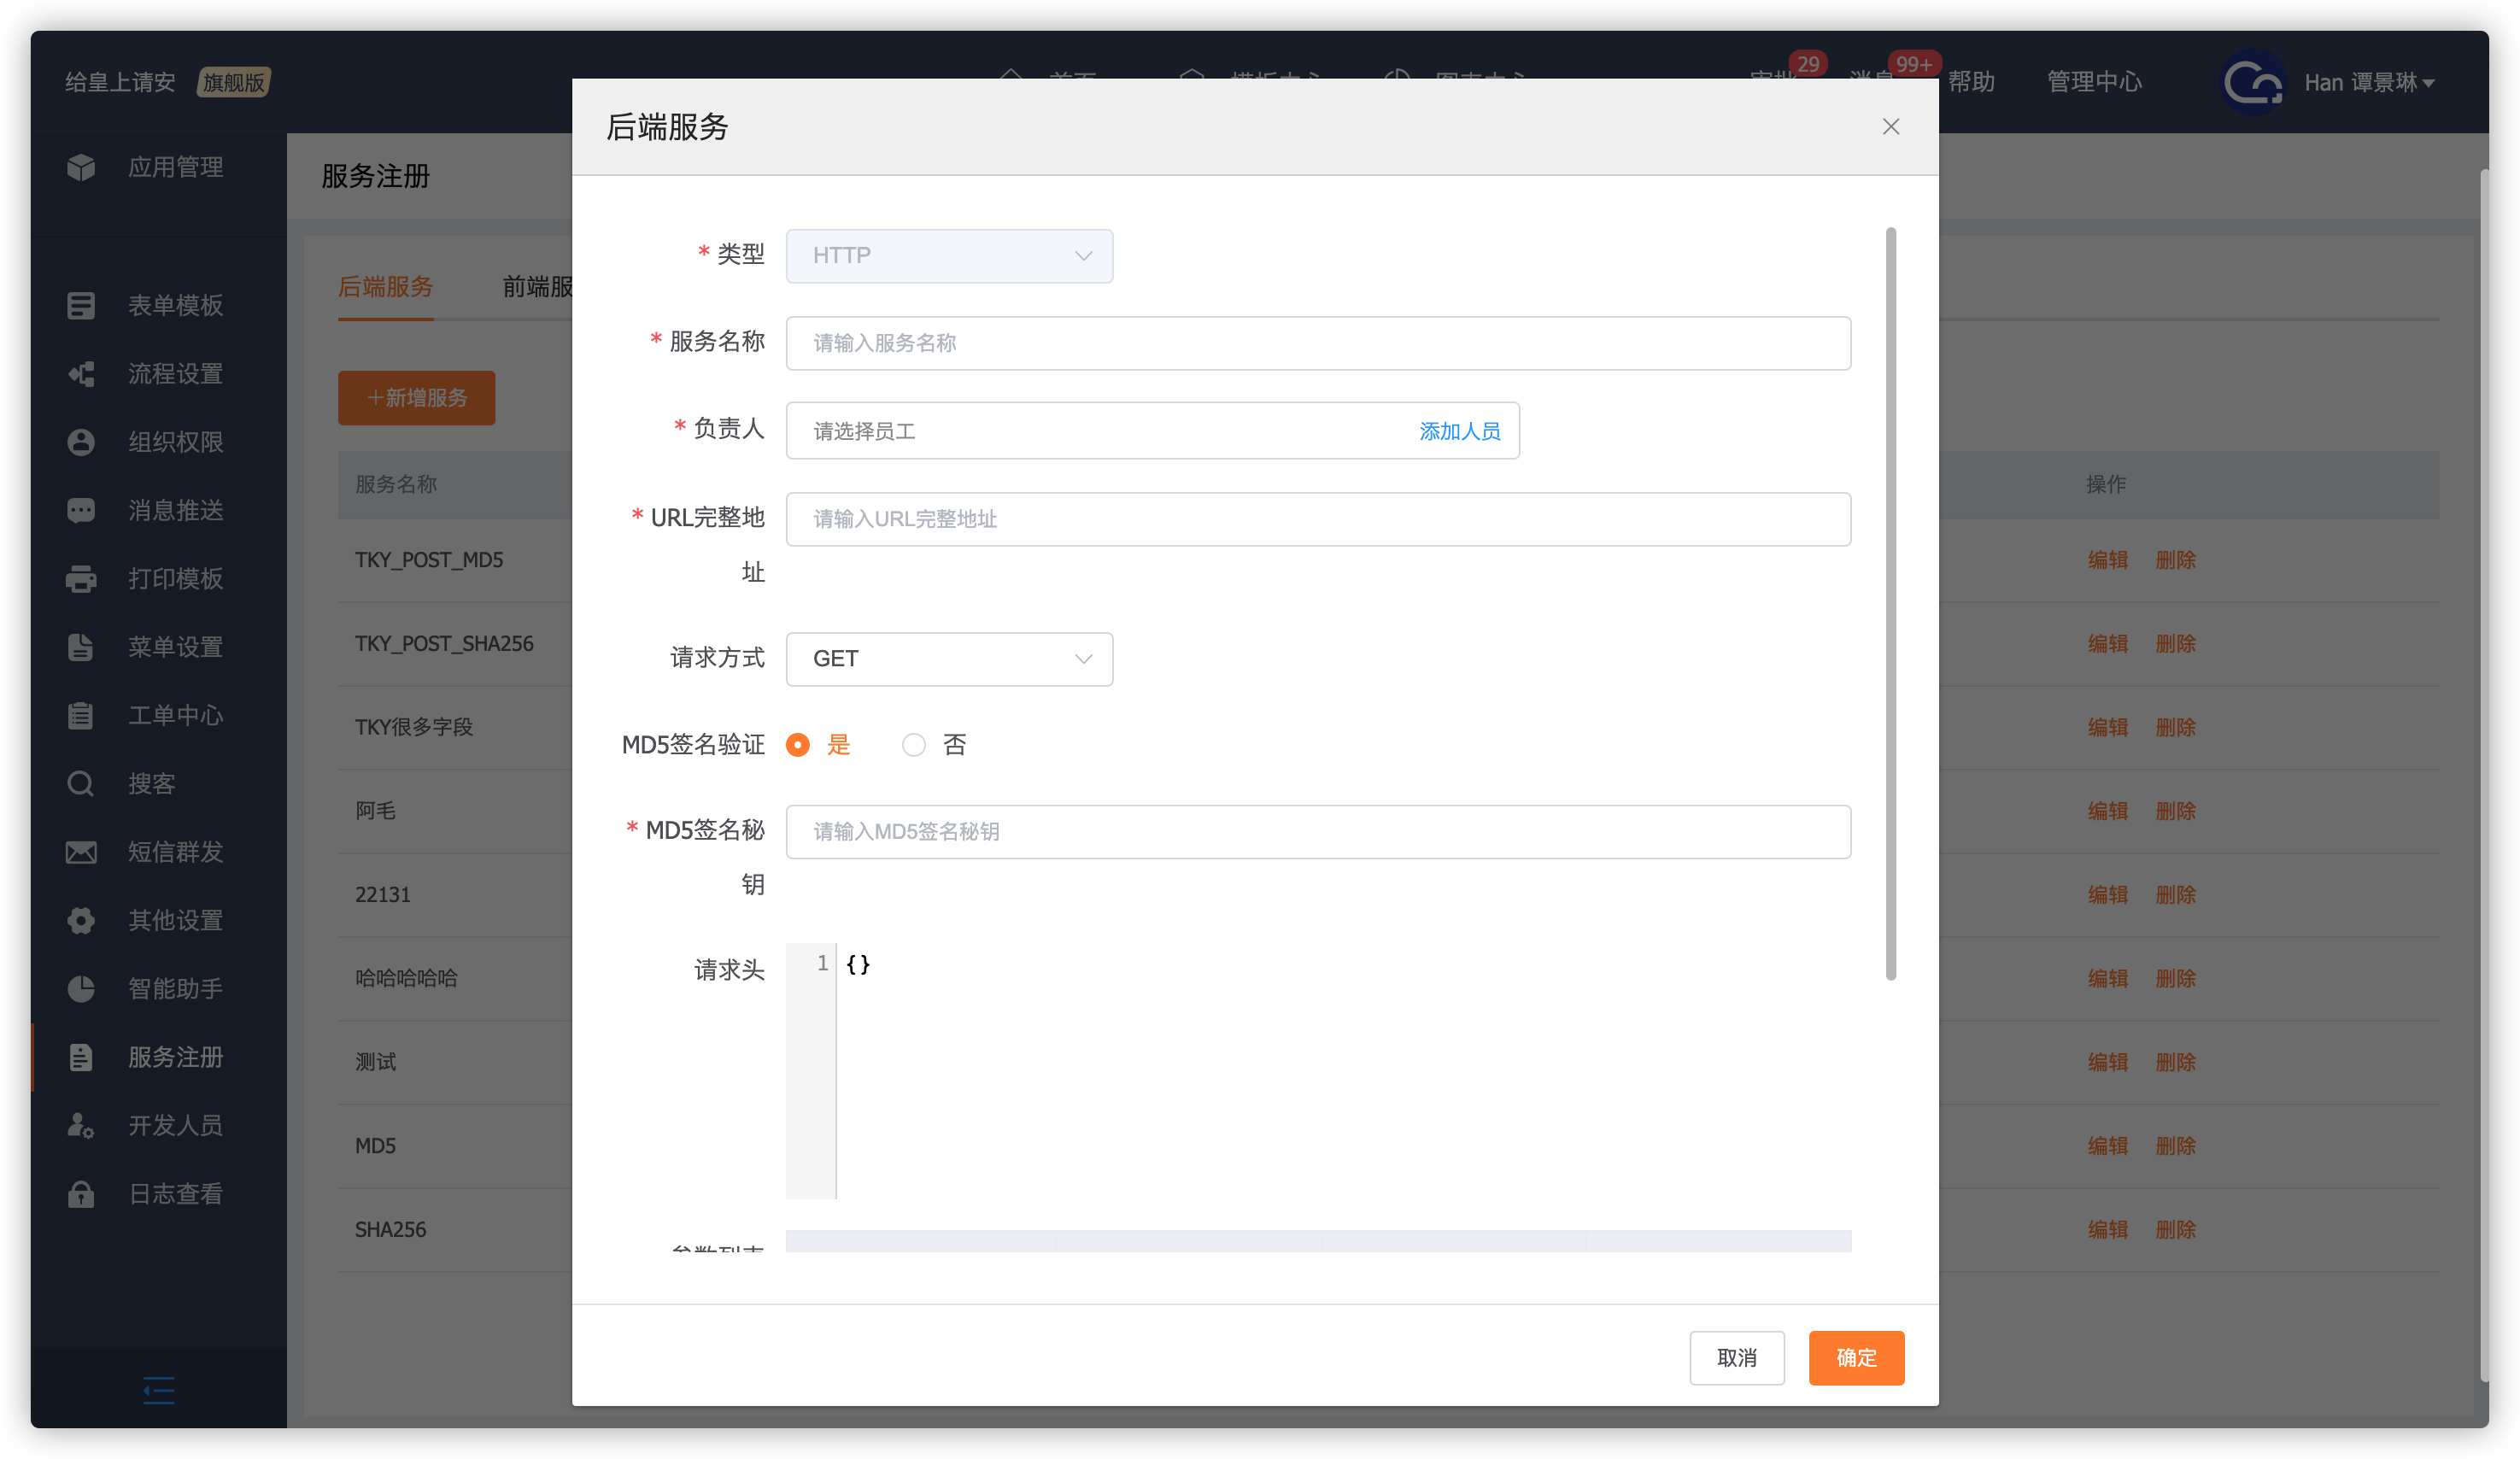 给皇上请安 旗舰版
29 99+ 帮助 管理中心 Han 谭景琳
应用管理
表单模板
流程设置
组织权限
消息推送
打印模板
菜单设置
工单中心
搜客
短信群发
其他设置
智能助手
服务注册
开发人员
日志查看
服务注册
后端服务 前端服
+新增服务
服务名称 操作
TKY_POST_MD5 编辑 删除
TKY_POST_SHA256 编辑 删除
TKY很多字段 编辑 删除
阿毛 编辑 删除
22131 编辑 删除
哈哈哈哈哈 编辑 删除
测试 编辑 删除
MD5 编辑 删除
SHA256 编辑 删除
后端服务
* 类型 HTTP
* 服务名称 请输入服务名称
* 负责人 请选择员工 添加人员
* URL完整地 请输入URL完整地址
址
请求方式 GET
MD5签名验证 是 否
* MD5签名秘 请输入MD5签名秘钥
钥
请求头 1 {}
取消 确定